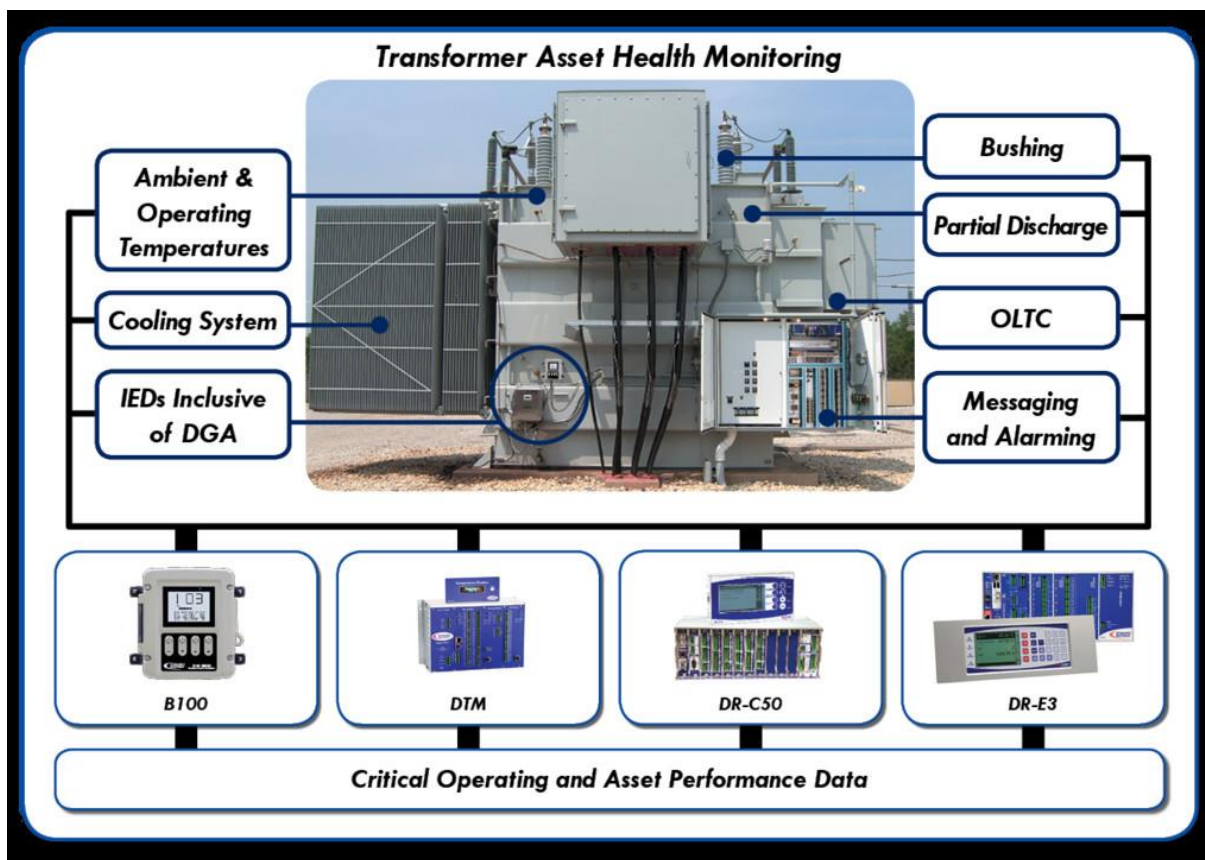 Transformer Asset Health Monitoring
Ambient &
Operating
Temperatures
Cooling System
IEDs Inclusive
of DGA
Bushing
Partial Discharge
OLTC
Messaging
and Alarming
103
B100
DTM
DR-C50
DR-E3
Critical Operating and Asset Performance Data